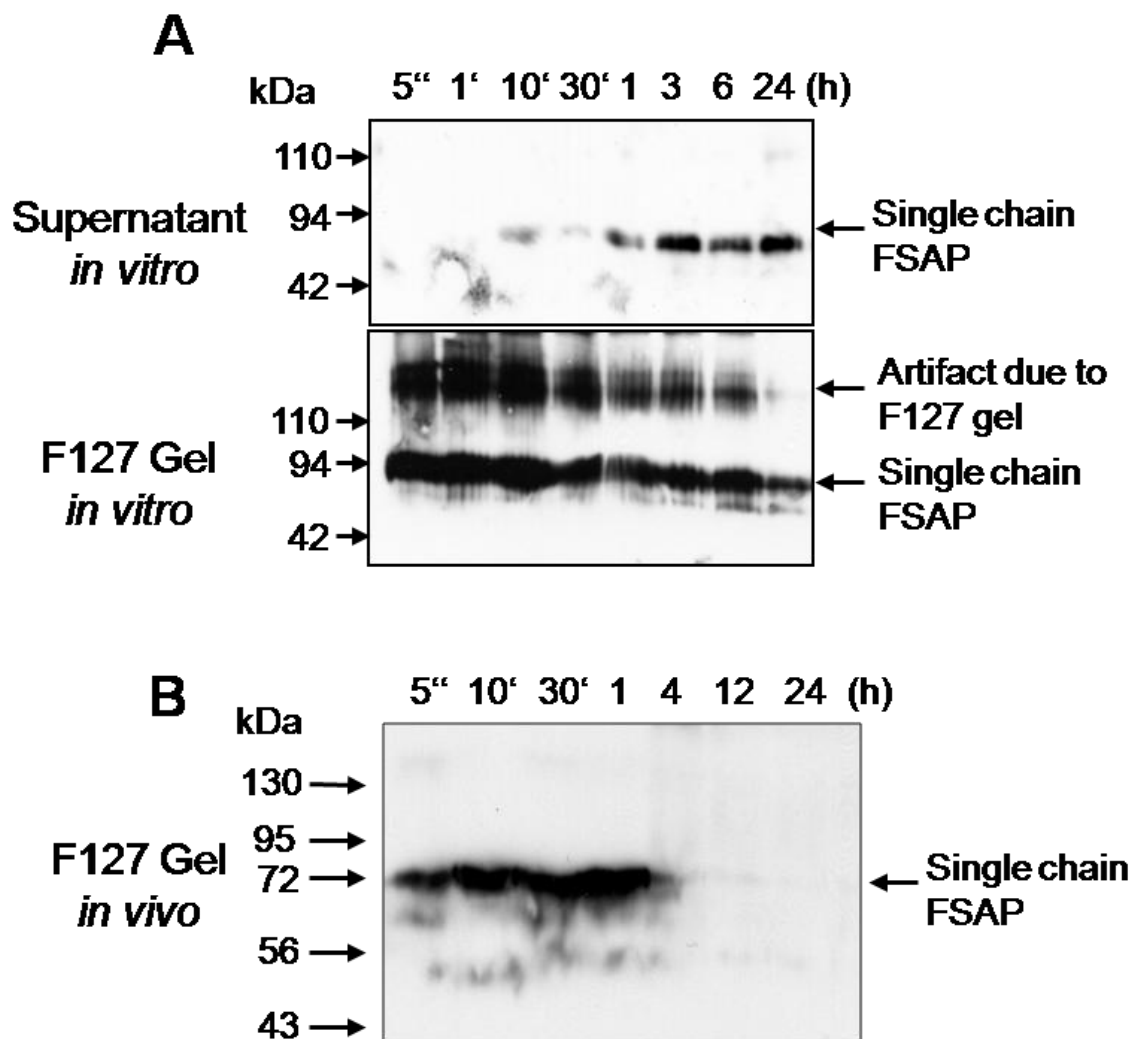 A
kDa 5“ 1‘ 10‘ 30‘ 1 3 6 24 (h)
110
94
42
Supernatant
in vitro
Single chain
FSAP
110
94
42
F127 Gel
in vitro
Artifact due to
F127 gel
Single chain
FSAP
B
kDa 5“ 10‘ 30‘ 1 4 12 24 (h)
130
95
72
56
43
F127 Gel
in vivo
Single chain
FSAP